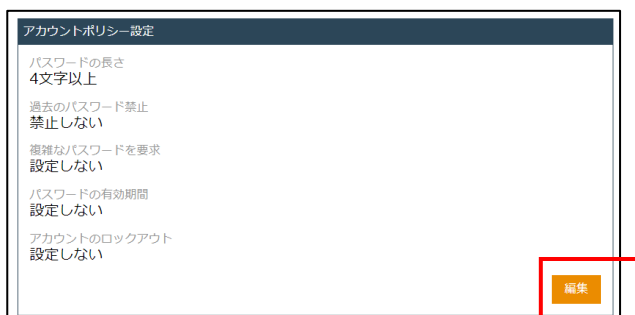 アカウントポリシー設定
パスワードの長さ
4文字以上
過去のパスワード禁止
禁止しない
複雑なパスワードを要求
設定しない
パスワードの有効期間
設定しない
アカウントのロックアウト
設定しない
編集